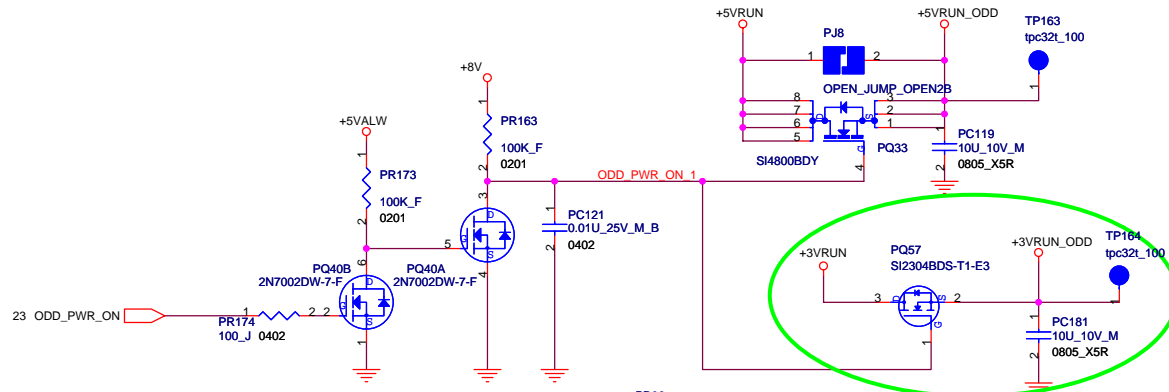 +5VRUN
+5VRUN_ODD
TP163
tpc32t_100
PJ8
1
2
1
OPEN_JUMP_OPEN2B
+8V
1
PR163
100K_F
0201
2
8
7
6
5
D
S
G
3
2
1
4
SI4800BDY
PQ33
1
PC119
10U_10V_M
0805_X5R
2
+5VALW
1
PR173
100K_F
0201
2
ODD_PWR_ON_1
3
D
G
S
5
4
1
PC121
0.01U_25V_M_B
0402
2
6
PQ40B
2N7002DW-7-F
PQ40A
2N7002DW-7-F
D
G
S
1
23 ODD_PWR_ON
1
2
2
PR174
100_J
0402
+3VRUN
PQ57
SI2304BDS-T1-E3
3
D
S
G
2
1
+3VRUN_ODD
TP164
tpc32t_100
1
1
PC181
10U_10V_M
0805_X5R
2